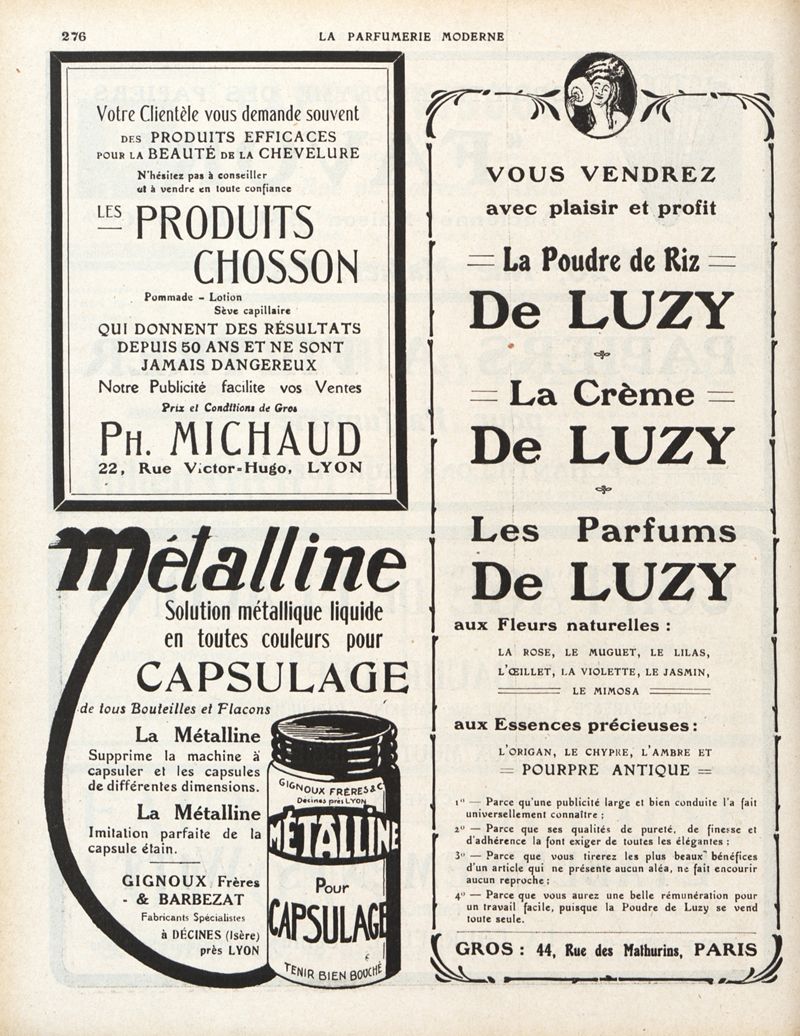 276
LA PARFUMERIE MODERNE
Votre Clientèle vous demande souvent
DES PRODUITS EFFICACES
POUR LA BEAUTÉ DE LA CHEVELURE
N'hésitez pas à conseiller
ut à vendre en toute confiance
LES PRODUITS
CHOSSON
Pommade - Lotion
Sève capillaire
QUI DONNENT DES RÉSULTATS
DEPUIS 50 ANS ET NE SONT
JAMAIS DANGEREUX
Notre Publicité facilite vos Ventes
Prix et Conditions de Gros
PH. MICHAUD
22, Rue Victor-Hugo, LYON
Métalline
Solution métallique liquide
en toutes couleurs pour
CAPSULAGE
de tous Bouteilles et Flacons
La Métalline
Supprime la machine à
capsuler et les capsules
de différentes dimensions.
La Métalline
Imitation parfaite de la
capsule étain.
GIGNOUX Frères
- & BARBEZAT
Fabricants Spécialistes
à DÉCINES (Isère)
près LYON
GIGNOUX FRÈRES & C
Décines près LYON
MÉTALLINE
Pour
CAPSULAGE
TENIR BIEN BOUCHÉ
VOUS VENDREZ
avec plaisir et profit
La Poudre de Riz
De LUZY
La Crème
De LUZY
Les Parfums
De LUZY
aux Fleurs naturelles :
LA ROSE, LE MUGUET, LE LILAS,
L'ŒILLET, LA VIOLETTE, LE JASMIN,
LE MIMOSA
aux Essences précieuses :
L'ORIGAN, LE CHYPRE, L'AMBRE ET
POURPRE ANTIQUE
1° — Parce qu'une publicité large et bien conduite l'a fait
universellement connaître ;
2° — Parce que ses qualités de pureté, de finesse et
d'adhérence la font exiger de toutes les élégantes ;
3° — Parce que vous tirerez les plus beaux bénéfices
d'un article qui ne présente aucun aléa, ne fait encourir
aucun reproche ;
4° — Parce que vous aurez une belle rémunération pour
un travail facile, puisque la Poudre de Luzy se vend
toute seule.
GROS : 44, Rue des Mathurins, PARIS